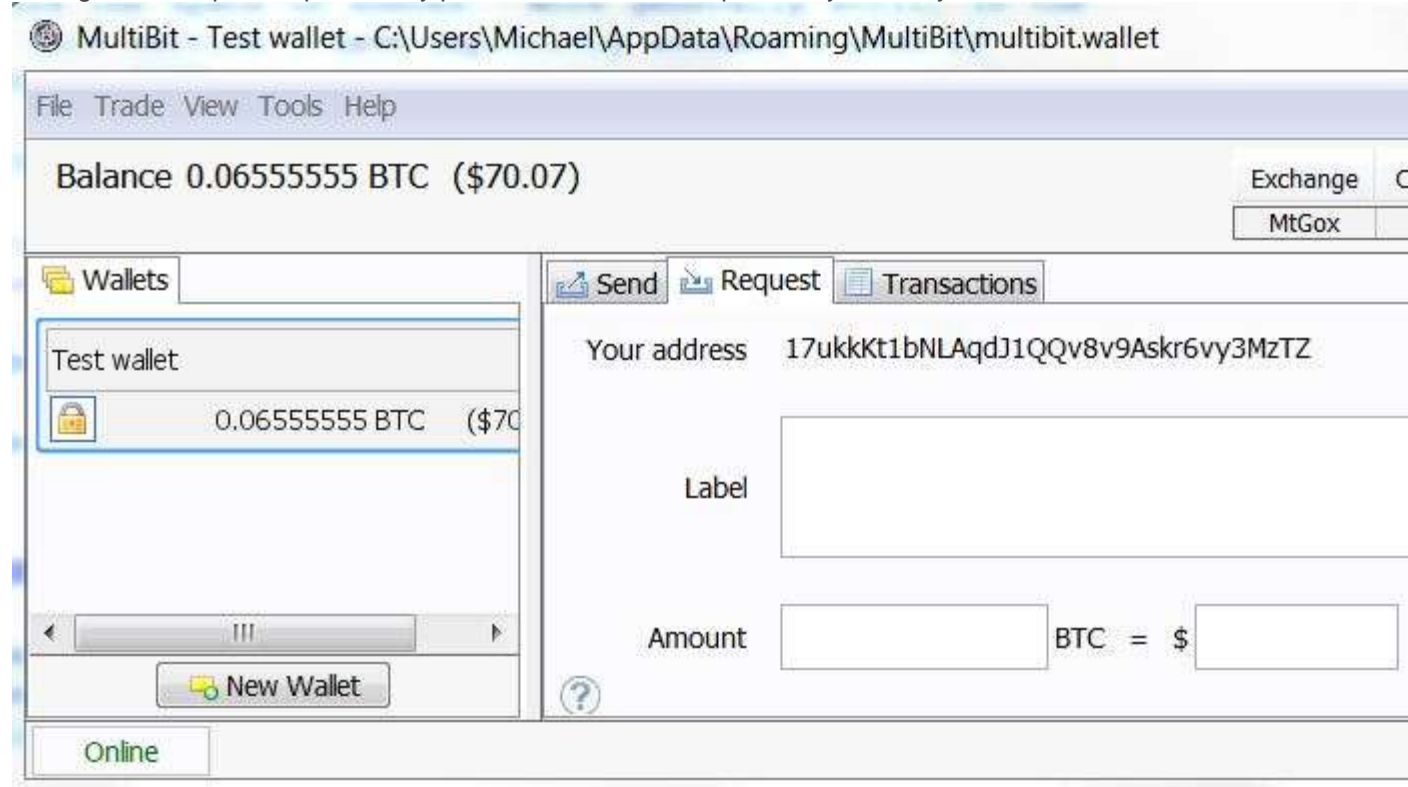 MultiBit - Test wallet - C:\Users\Michael\AppData\Roaming\MultiBit\multibit.wallet
File Trade View Tools Help
Balance 0.06555555 BTC ($70.07)
Exchange
MtGox
Wallets
Test wallet
0.06555555 BTC ($70
Send Request Transactions
Your address 17ukkKt1bNLAqdJ1QQv8v9Askr6vy3MzTZ
Label
Amount BTC = $
?
New Wallet
Online